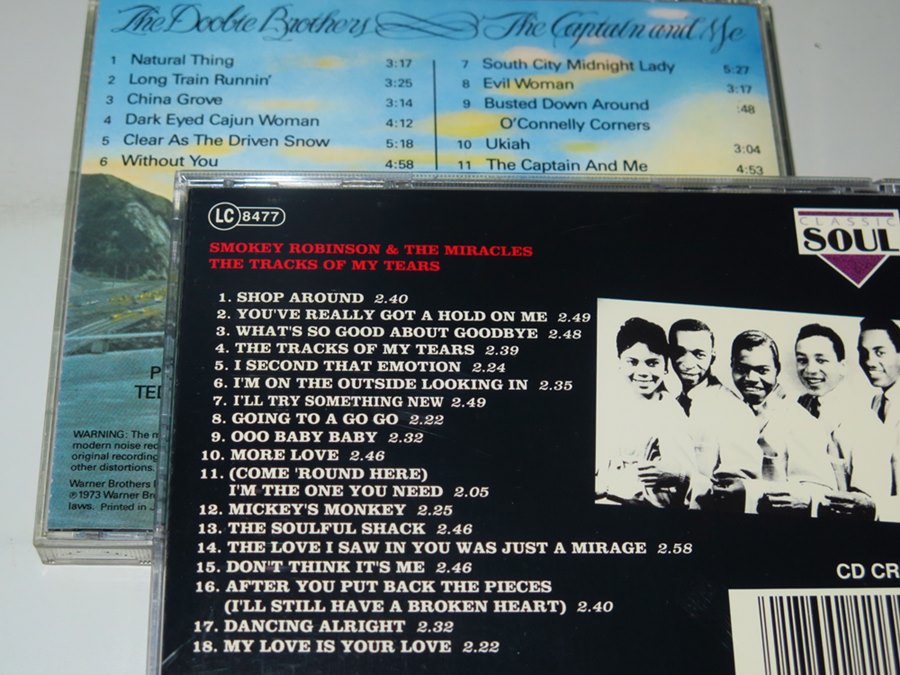 The Doobie Brothers The Captain and Me
1 Natural Thing 3:17
2 Long Train Runnin' 3:25
3 China Grove 3:14
4 Dark Eyed Cajun Woman 4:12
5 Clear As The Driven Snow 5:18
6 Without You 4:58
7 South City Midnight Lady 5:27
8 Evil Woman 3:17
9 Busted Down Around :48
O'Connelly Corners
10 Ukiah 3:04
11 The Captain And Me 4:53
WARNING: The
modern noise
original recording
other distortions.
Warner Brothers
℗1973 Warner
laws. Printed in
LC 8477
CLASSIC
SOUL
SMOKEY ROBINSON & THE MIRACLES
THE TRACKS OF MY TEARS
1. SHOP AROUND 2.40
2. YOU'VE REALLY GOT A HOLD ON ME 2.49
3. WHAT'S SO GOOD ABOUT GOODBYE 2.48
4. THE TRACKS OF MY TEARS 2.39
5. I SECOND THAT EMOTION 2.24
6. I'M ON THE OUTSIDE LOOKING IN 2.35
7. I'LL TRY SOMETHING NEW 2.49
8. GOING TO A GO GO 2.22
9. OOO BABY BABY 2.32
10. MORE LOVE 2.46
11. (COME 'ROUND HERE)
I'M THE ONE YOU NEED 2.05
12. MICKEY'S MONKEY 2.25
13. THE SOULFUL SHACK 2.46
14. THE LOVE I SAW IN YOU WAS JUST A MIRAGE 2.58
15. DON'T THINK IT'S ME 2.46
16. AFTER YOU PUT BACK THE PIECES
(I'LL STILL HAVE A BROKEN HEART) 2.40
17. DANCING ALRIGHT 2.32
18. MY LOVE IS YOUR LOVE 2.22
CD CR